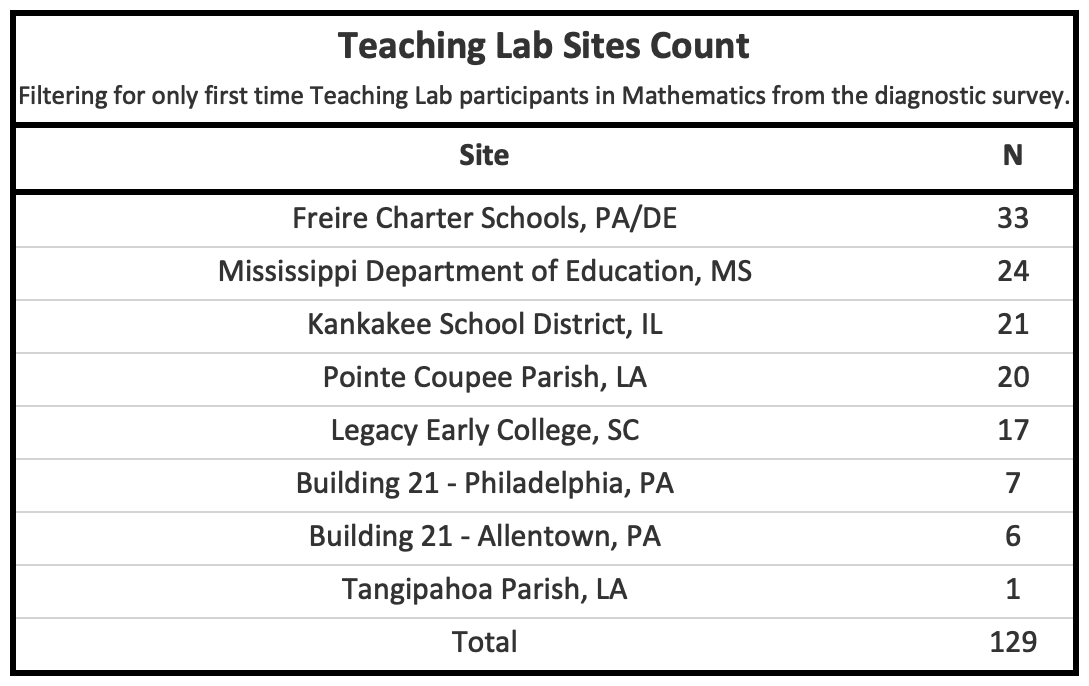 Teaching Lab Sites Count
Filtering for only first time Teaching Lab participants in Mathematics from the diagnostic survey.
Site N
Freire Charter Schools, PA/DE 33
Mississippi Department of Education, MS 24
Kankakee School District, IL 21
Pointe Coupee Parish, LA 20
Legacy Early College, SC 17
Building 21 - Philadelphia, PA 7
Building 21 - Allentown, PA 6
Tangipahoa Parish, LA 1
Total 129